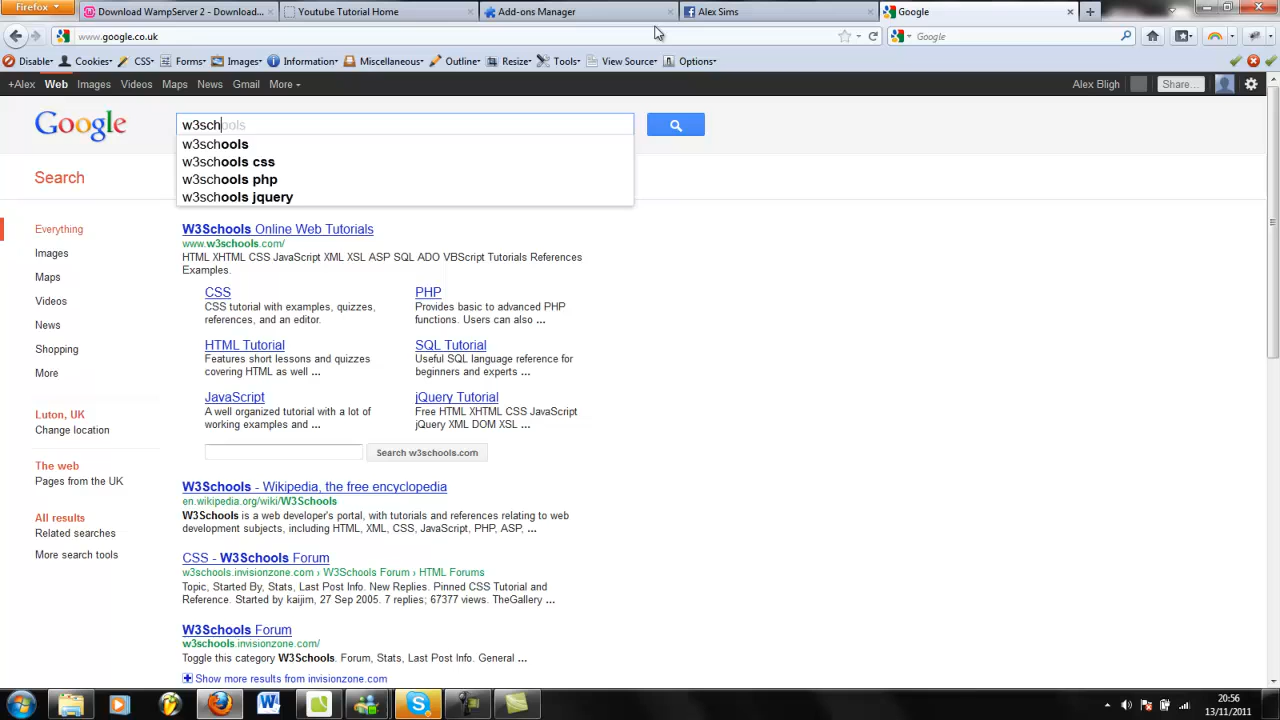 Firefox
Download WampServer 2 - Download...
Youtube Tutorial Home
Add-ons Manager
Alex Sims
Google
www.google.co.uk
Google
Disable
Cookies
CSS
Forms
Images
Information
Miscellaneous
Outline
Resize
Tools
View Source
Options
+Alex Web Images Videos Maps News Gmail More
Alex Bligh
Share...
Google
w3schools
w3schools
w3schools css
w3schools php
w3schools jquery
Search
Everything
Images
Maps
Videos
News
Shopping
More
Luton, UK
Change location
The web
Pages from the UK
All results
Related searches
More search tools
W3Schools Online Web Tutorials
www.w3schools.com/
HTML XHTML CSS JavaScript XML XSL ASP SQL ADO VBScript Tutorials References
Examples.
CSS
CSS tutorial with examples, quizzes,
references, and an editor.
PHP
Provides basic to advanced PHP
functions. Users can also ...
HTML Tutorial
Features short lessons and quizzes
covering HTML as well ...
SQL Tutorial
Useful SQL language reference for
beginners and experts ...
JavaScript
A well organized tutorial with a lot of
working examples and ...
jQuery Tutorial
Free HTML XHTML CSS JavaScript
jQuery XML DOM XSL ...
Search w3schools.com
W3Schools - Wikipedia, the free encyclopedia
en.wikipedia.org/wiki/W3Schools
W3Schools is a web developer's portal, with tutorials and references relating to web
development subjects, including HTML, XML, CSS, JavaScript, PHP, ASP, ...
CSS - W3Schools Forum
w3schools.invisionzone.com › W3Schools Forum › HTML Forums
Topic, Started By, Stats, Last Post Info. New Replies. Pinned CSS Tutorial and
Reference. Started by kaijim, 27 Sep 2005. 7 replies; 67377 views. TheGallery ...
W3Schools Forum
w3schools.invisionzone.com/
Toggle this category W3Schools. Forum, Stats, Last Post Info. General ...
Show more results from invisionzone.com
20:56
13/11/2011